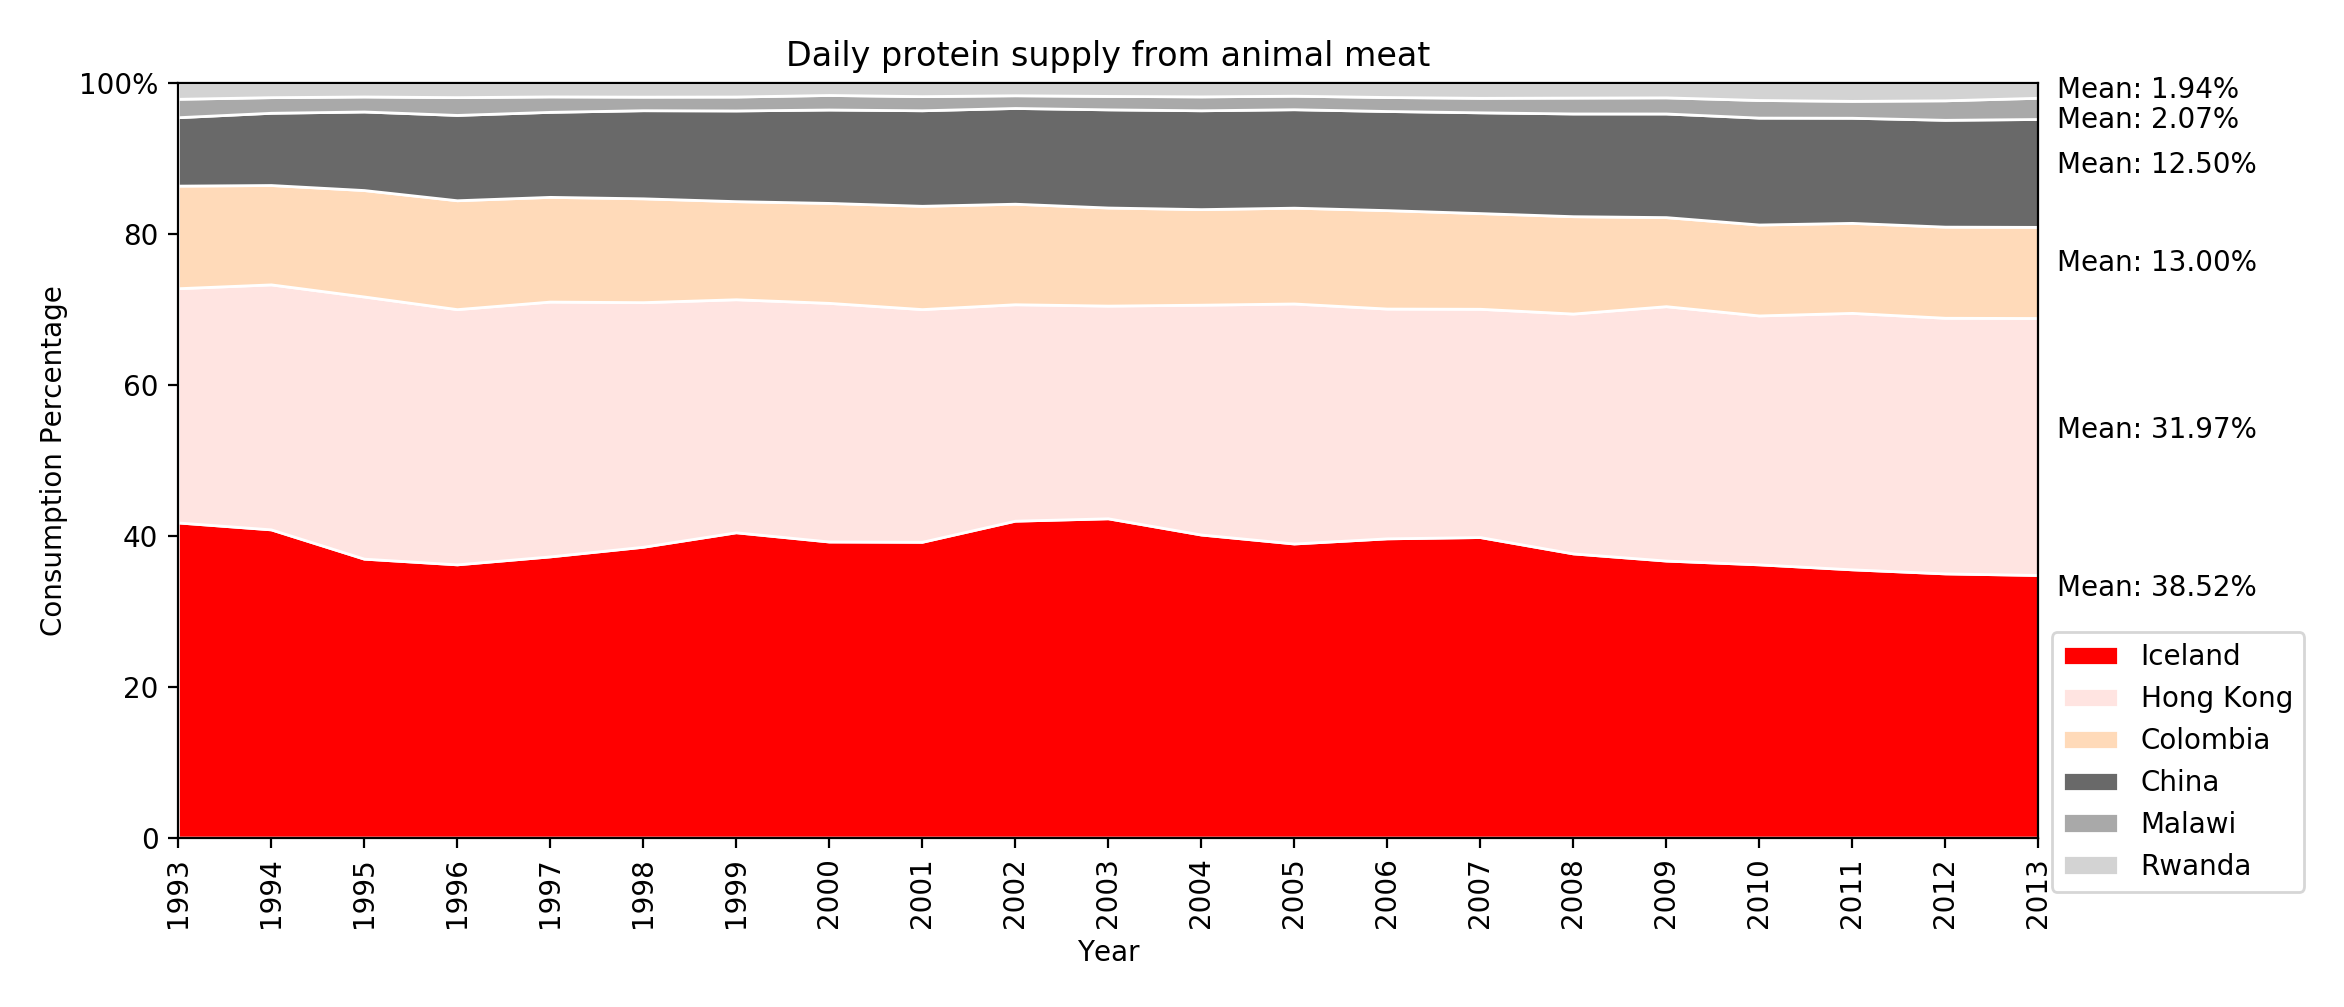 Daily protein supply from animal meat
Consumption Percentage
100%
80
60
40
20
0
1993
1994
1995
1996
1997
1998
1999
2000
2001
2002
2003
2004
2005
2006
2007
2008
2009
2010
2011
2012
2013
Year
Mean: 1.94%
Mean: 2.07%
Mean: 12.50%
Mean: 13.00%
Mean: 31.97%
Mean: 38.52%
Iceland
Hong Kong
Colombia
China
Malawi
Rwanda